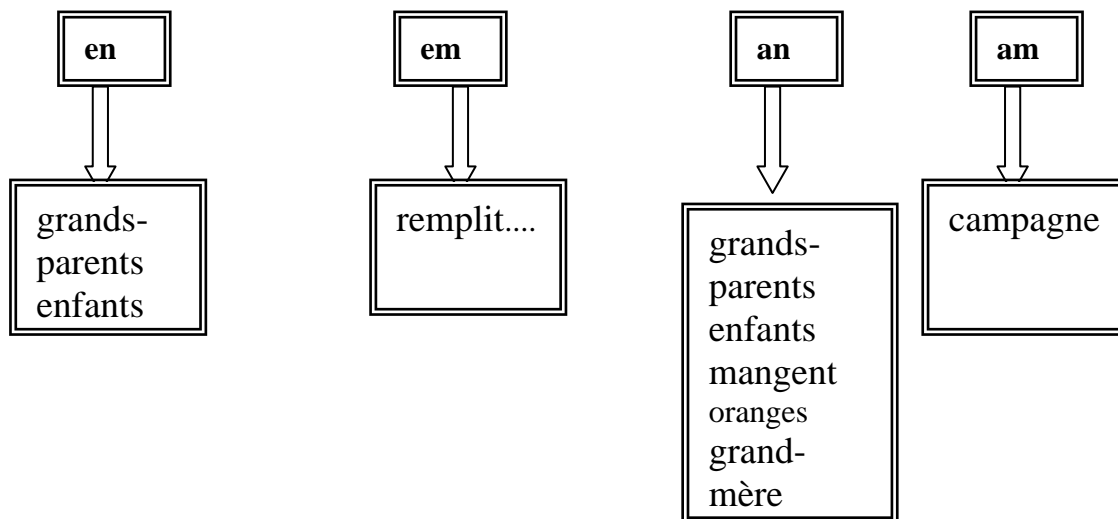 en
em
an
am
grands-
parents
enfants
remplit....
grands-
parents
enfants
mangent
oranges
grand-
mère
campagne